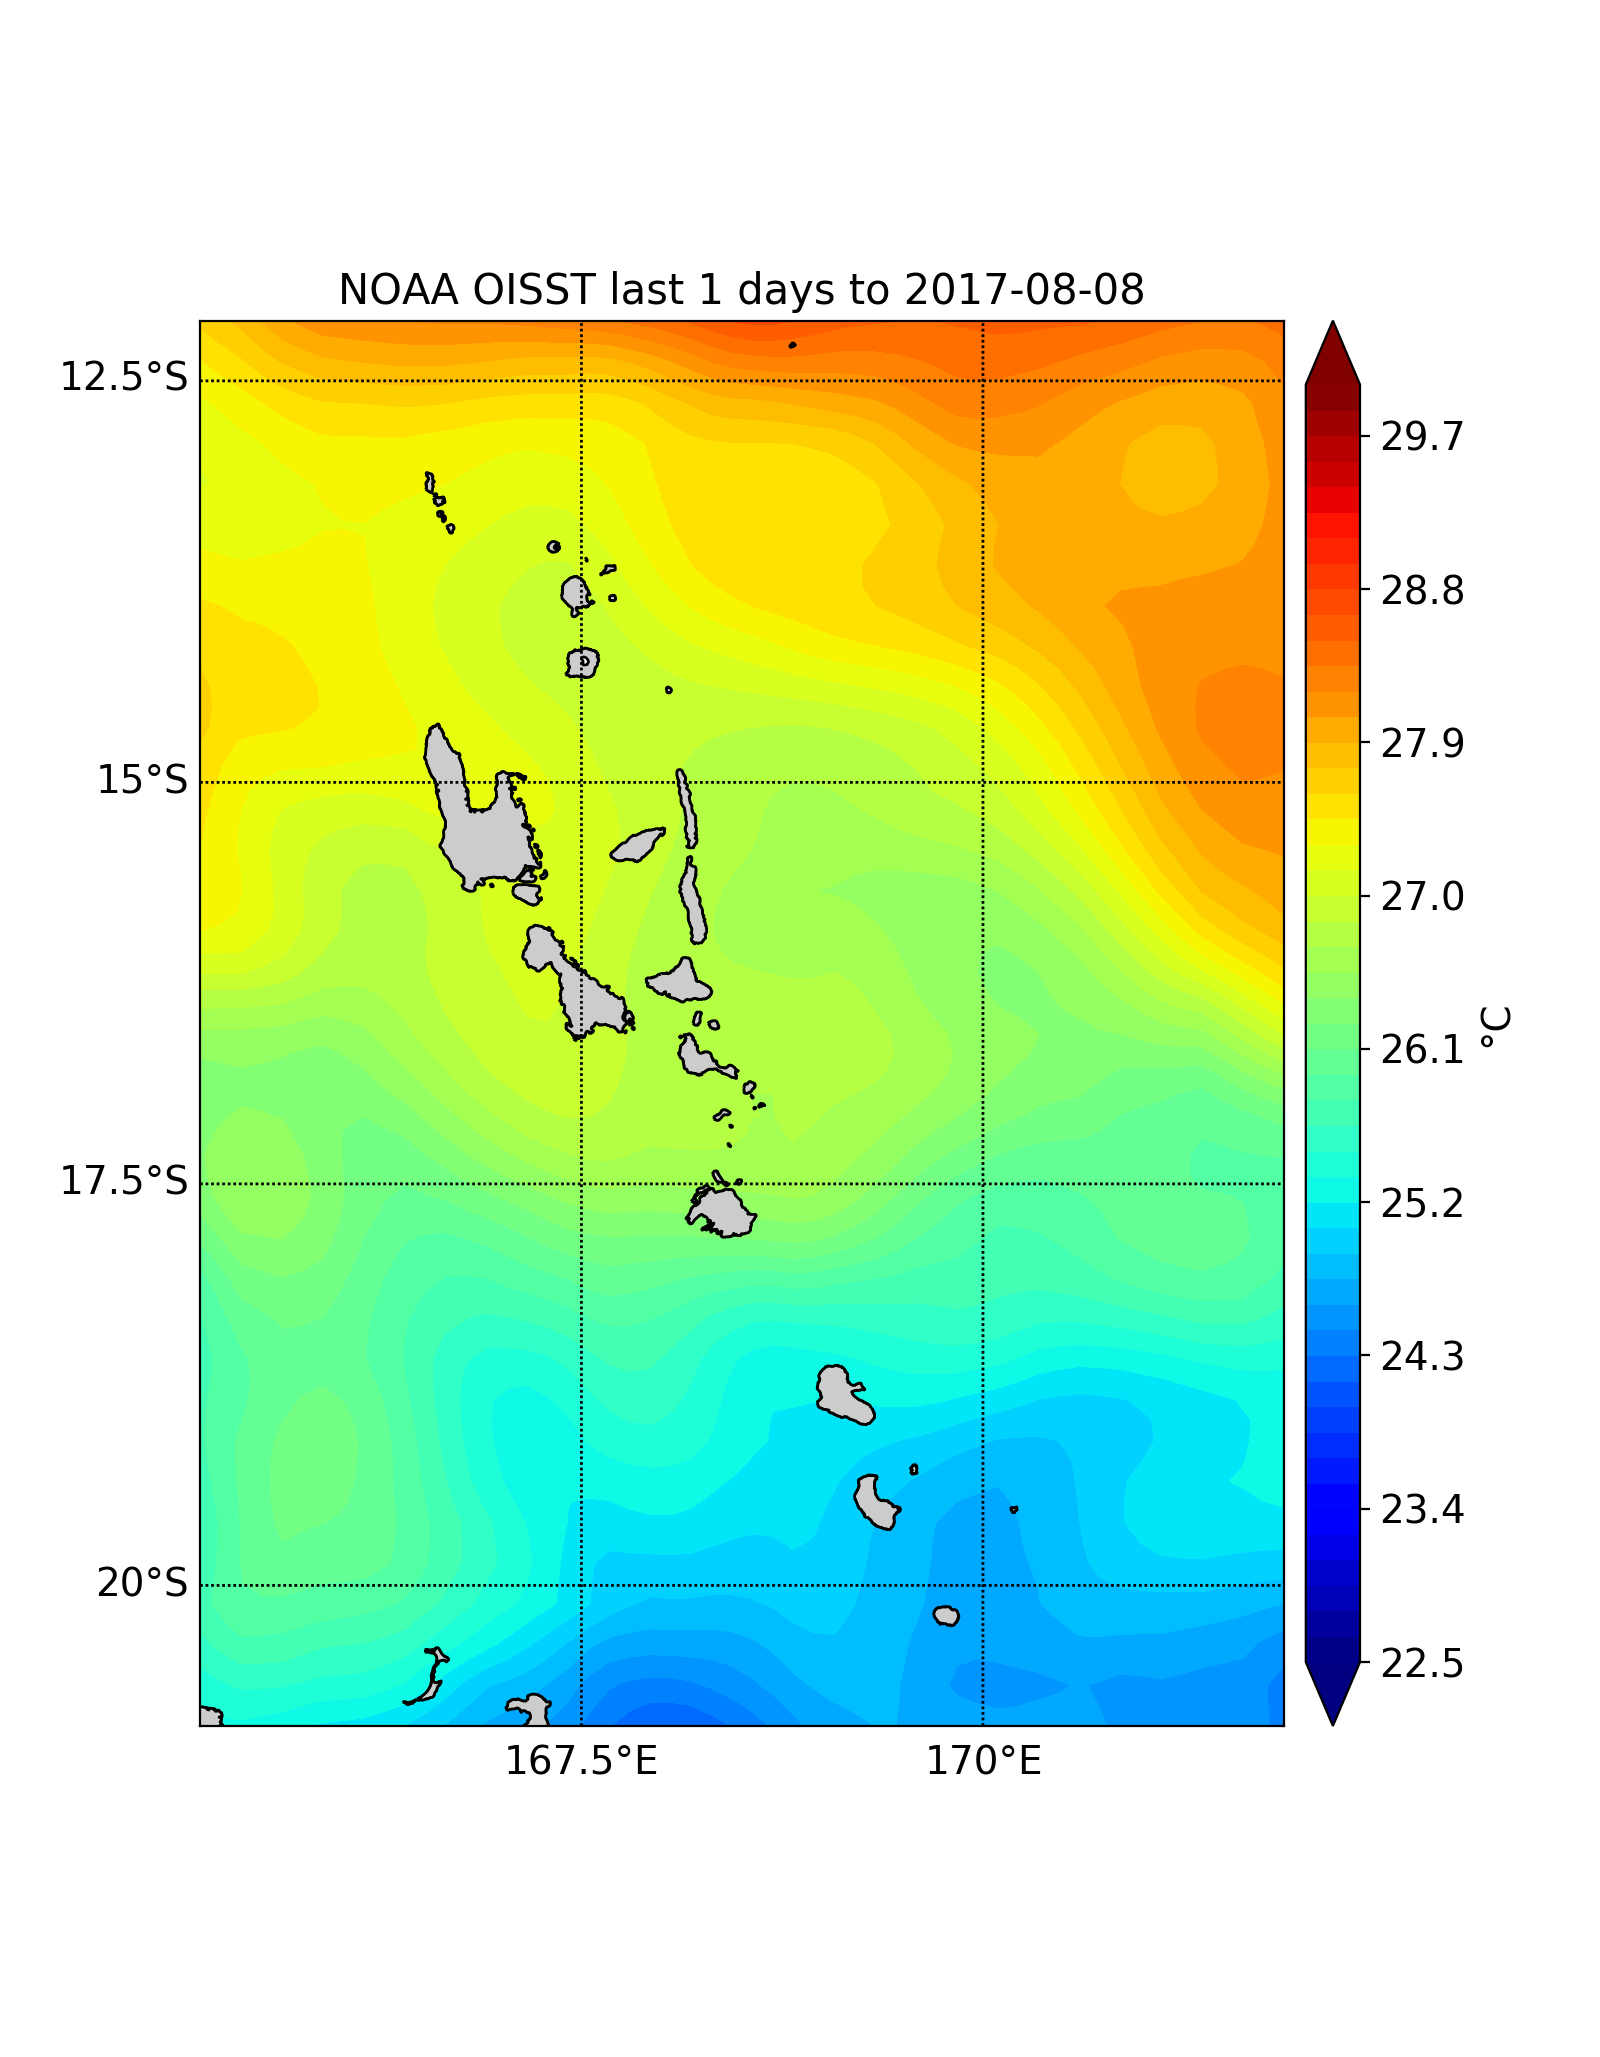 NOAA OISST last 1 days to 2017-08-08
12.5°S
15°S
17.5°S
20°S
167.5°E
170°E
29.7
28.8
27.9
27.0
26.1
25.2
24.3
23.4
22.5
°C